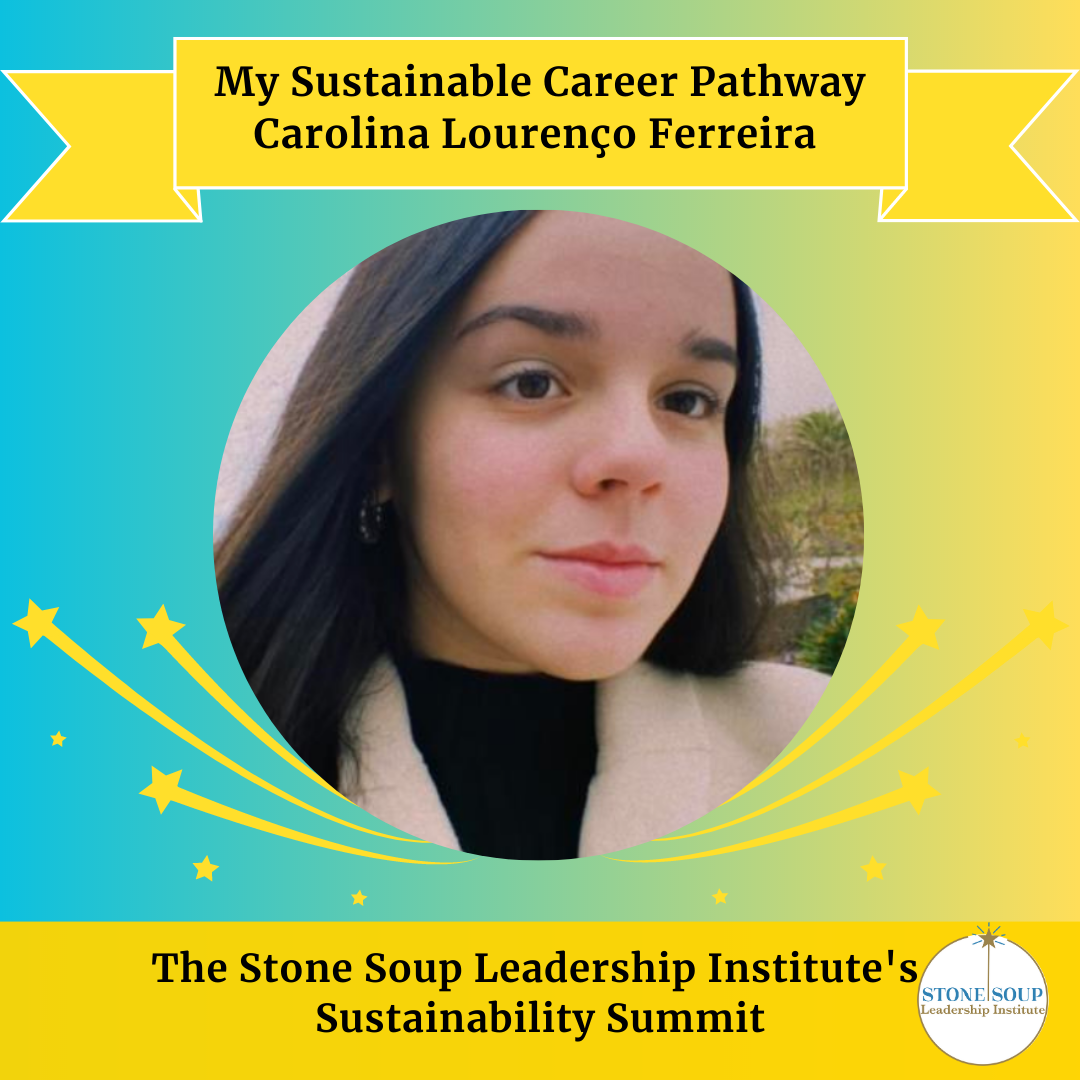 My Sustainable Career Pathway
Carolina Lourenço Ferreira
The Stone Soup Leadership Institute's
Sustainability Summit
STONE SOUP
Leadership Institute